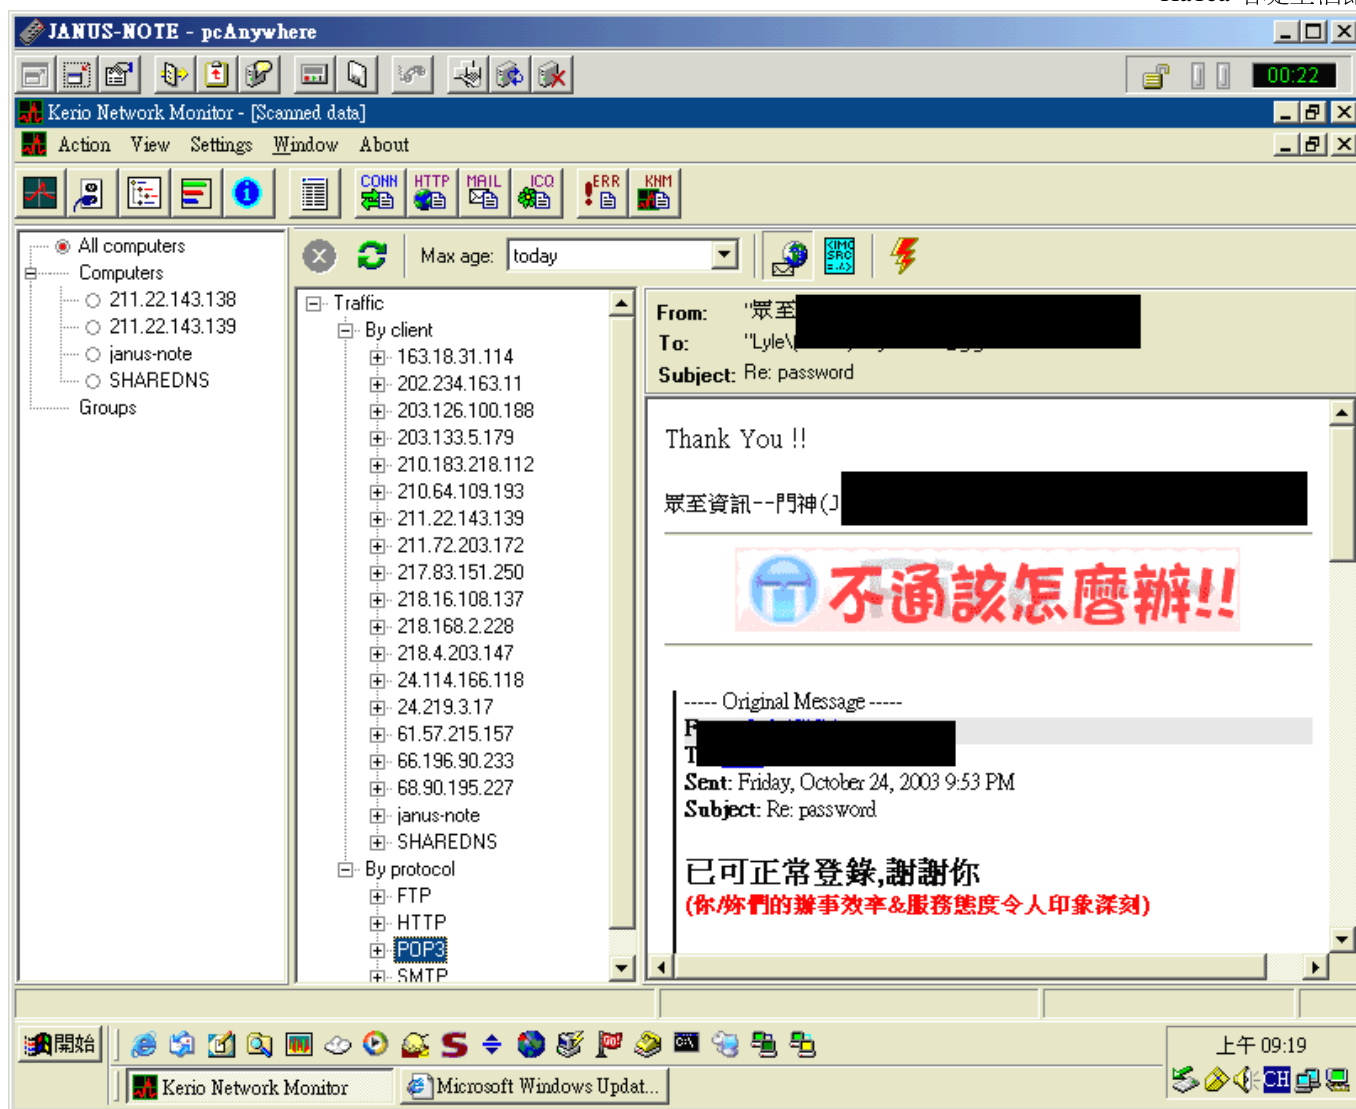 JANUS-NOTE - pcAnywhere
00:22
Kerio Network Monitor - [Scanned data]
Action View Settings Window About
CONN HTTP MAIL ICQ ERR KNM
All computers
Computers
211.22.143.138
211.22.143.139
janus-note
SHAREDNS
Groups
Max age: today
<IMG
SRC
=../>
Traffic
By client
163.18.31.114
202.234.163.11
203.126.100.188
203.133.5.179
210.183.218.112
210.64.109.193
211.22.143.139
211.72.203.172
217.83.151.250
218.16.108.137
218.168.2.228
218.4.203.147
24.114.166.118
24.219.3.17
61.57.215.157
66.196.90.233
68.90.195.227
janus-note
SHAREDNS
By protocol
FTP
HTTP
POP3
SMTP
From: "眾至
To: "Lyle\(
Subject: Re: password
Thank You !!
眾至資訊--門神(J
不通該怎麼辦!!
----- Original Message -----
Sent: Friday, October 24, 2003 9:53 PM
Subject: Re: password
已可正常登錄,謝謝你
(你/妳們的辦事效率&服務態度令人印象深刻)
開始
上午 09:19
Kerio Network Monitor
Microsoft Windows Updat...
CH